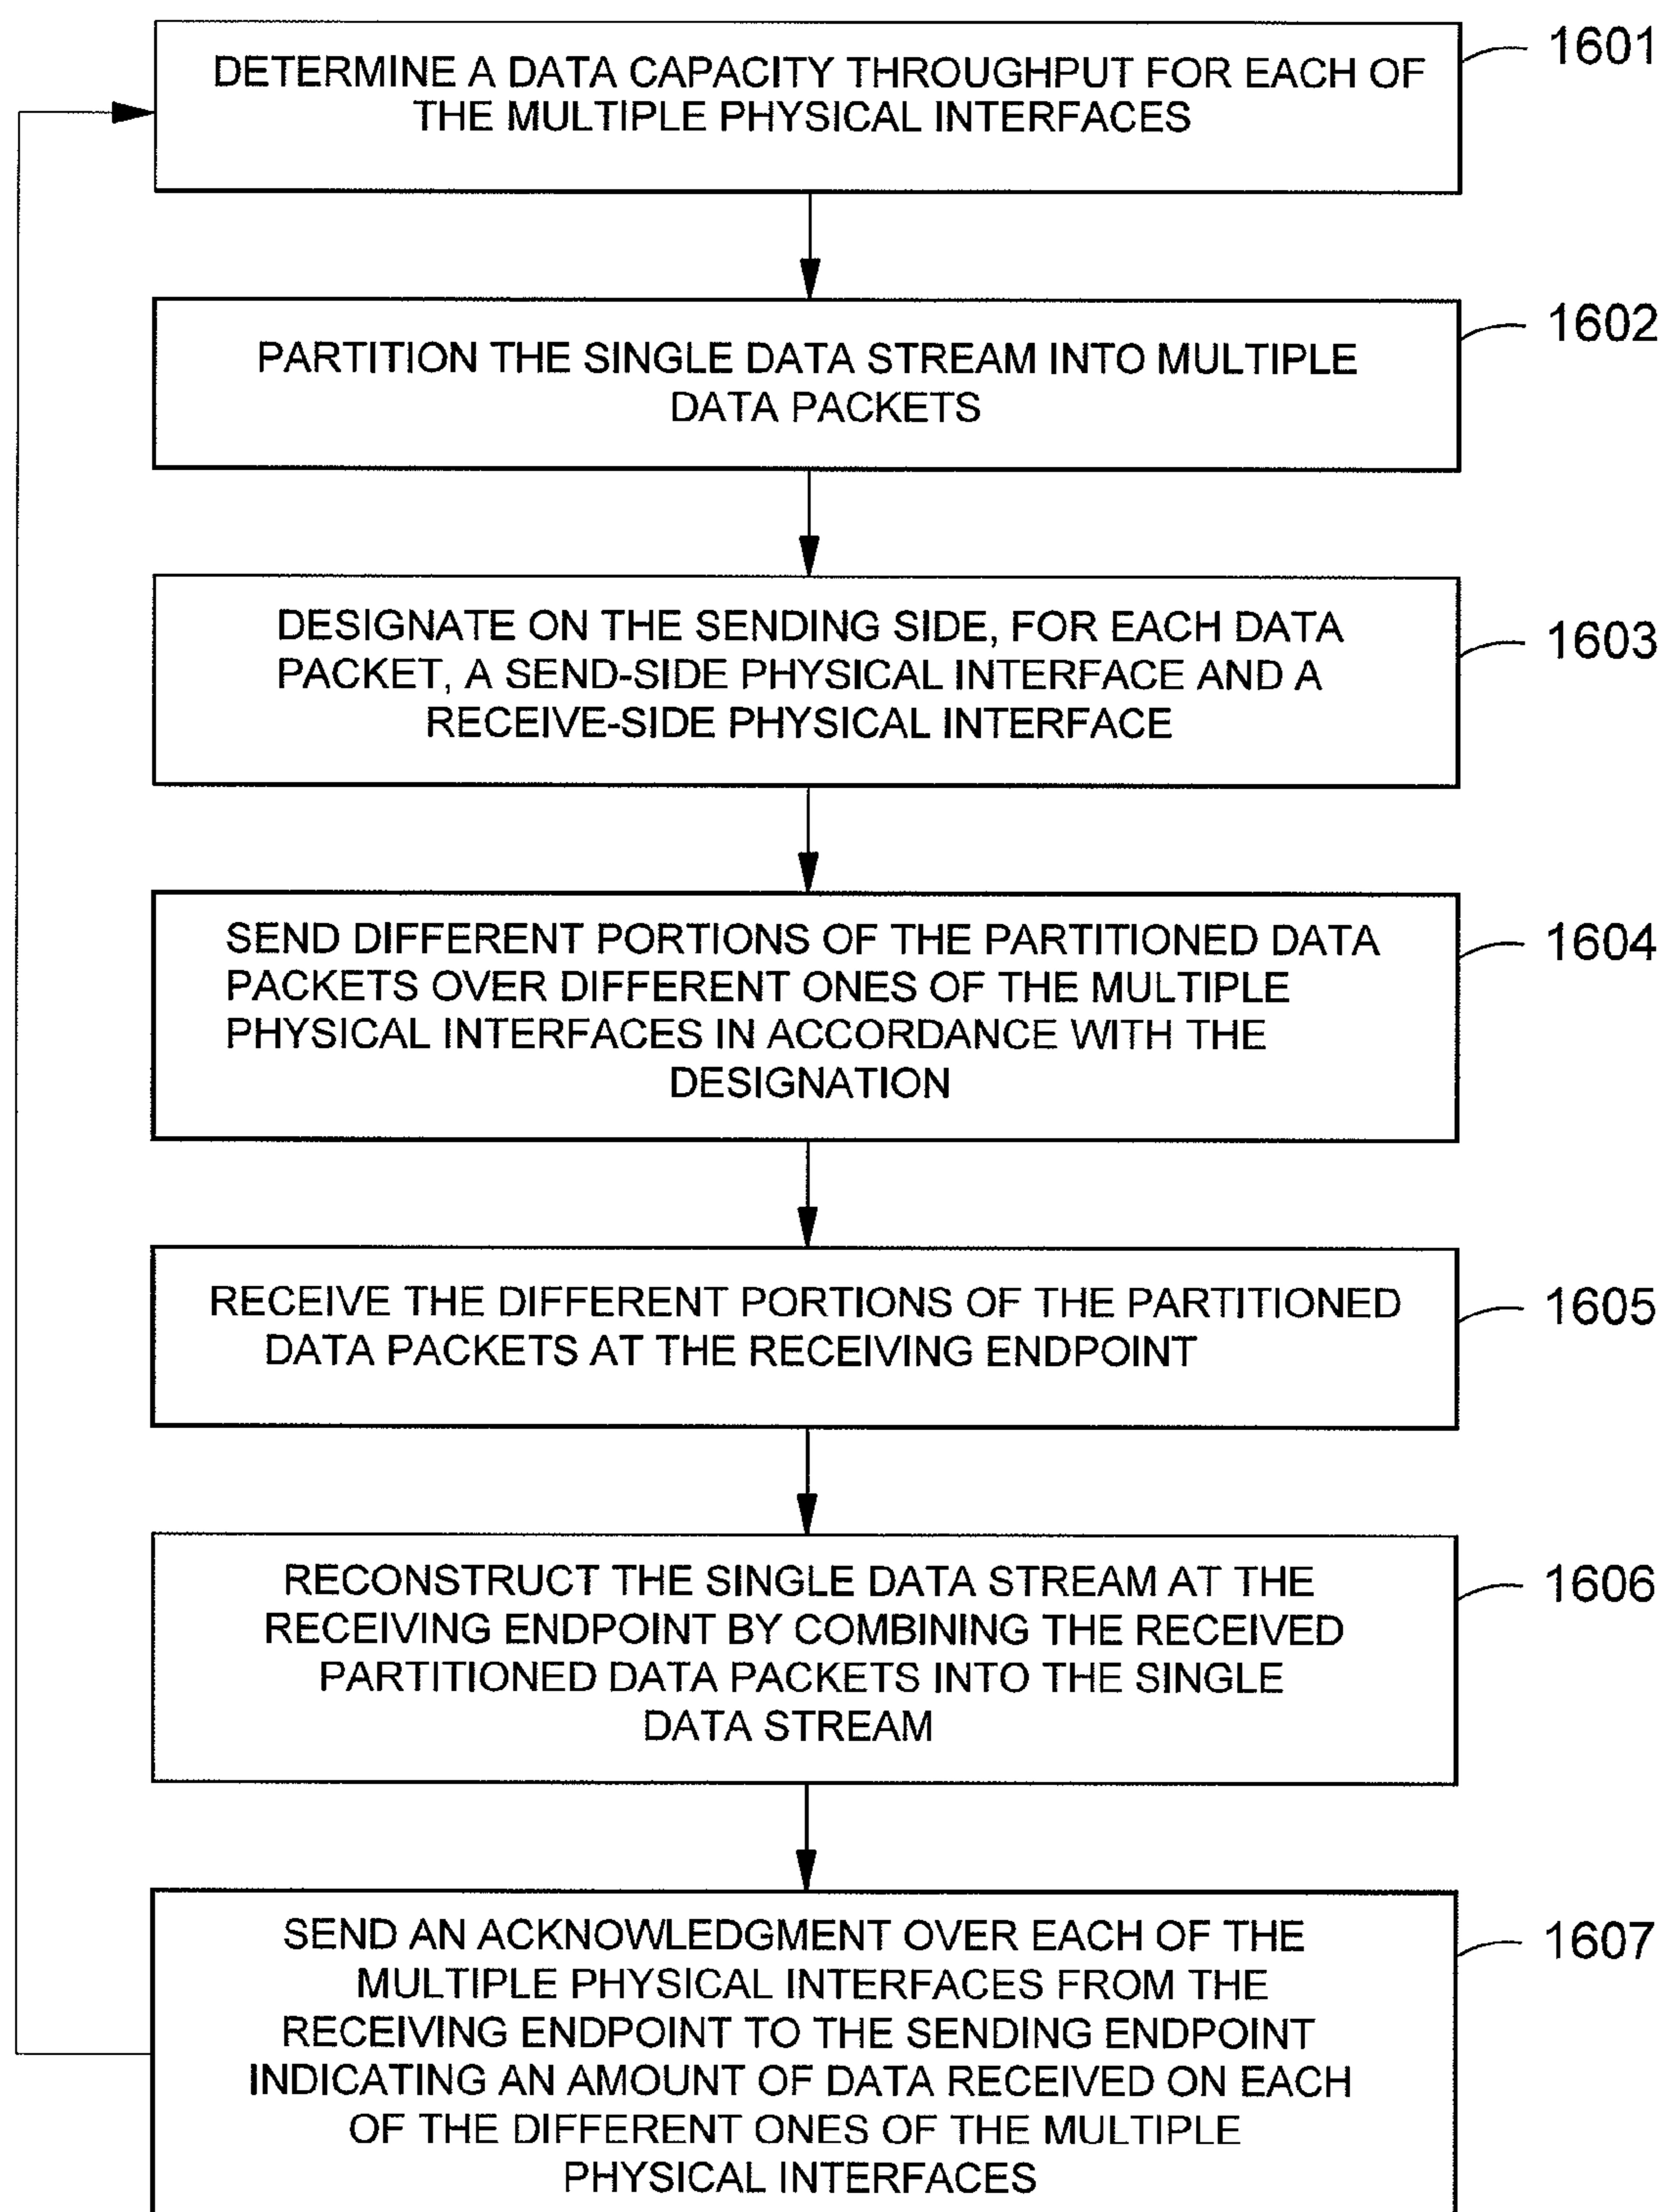 DETERMINE A DATA CAPACITY THROUGHPUT FOR EACH OF
THE MULTIPLE PHYSICAL INTERFACES
1601
PARTITION THE SINGLE DATA STREAM INTO MULTIPLE
DATA PACKETS
1602
DESIGNATE ON THE SENDING SIDE, FOR EACH DATA
PACKET, A SEND-SIDE PHYSICAL INTERFACE AND A
RECEIVE-SIDE PHYSICAL INTERFACE
1603
SEND DIFFERENT PORTIONS OF THE PARTITIONED DATA
PACKETS OVER DIFFERENT ONES OF THE MULTIPLE
PHYSICAL INTERFACES IN ACCORDANCE WITH THE
DESIGNATION
1604
RECEIVE THE DIFFERENT PORTIONS OF THE PARTITIONED
DATA PACKETS AT THE RECEIVING ENDPOINT
1605
RECONSTRUCT THE SINGLE DATA STREAM AT THE
RECEIVING ENDPOINT BY COMBINING THE RECEIVED
PARTITIONED DATA PACKETS INTO THE SINGLE
DATA STREAM
1606
SEND AN ACKNOWLEDGMENT OVER EACH OF THE
MULTIPLE PHYSICAL INTERFACES FROM THE
RECEIVING ENDPOINT TO THE SENDING ENDPOINT
INDICATING AN AMOUNT OF DATA RECEIVED ON EACH
OF THE DIFFERENT ONES OF THE MULTIPLE
PHYSICAL INTERFACES
1607